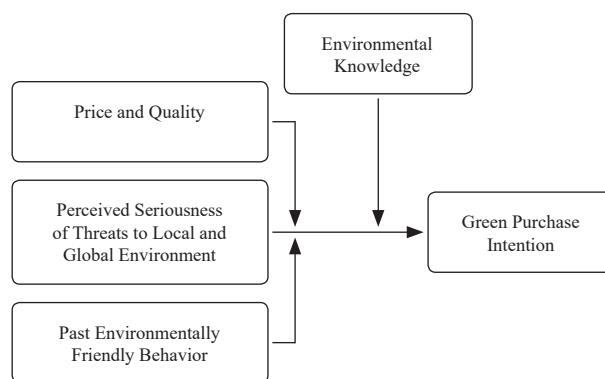 Environmental
Knowledge
Price and Quality
Perceived Seriousness
of Threats to Local and
Global Environment
Green Purchase
Intention
Past Environmentally
Friendly Behavior